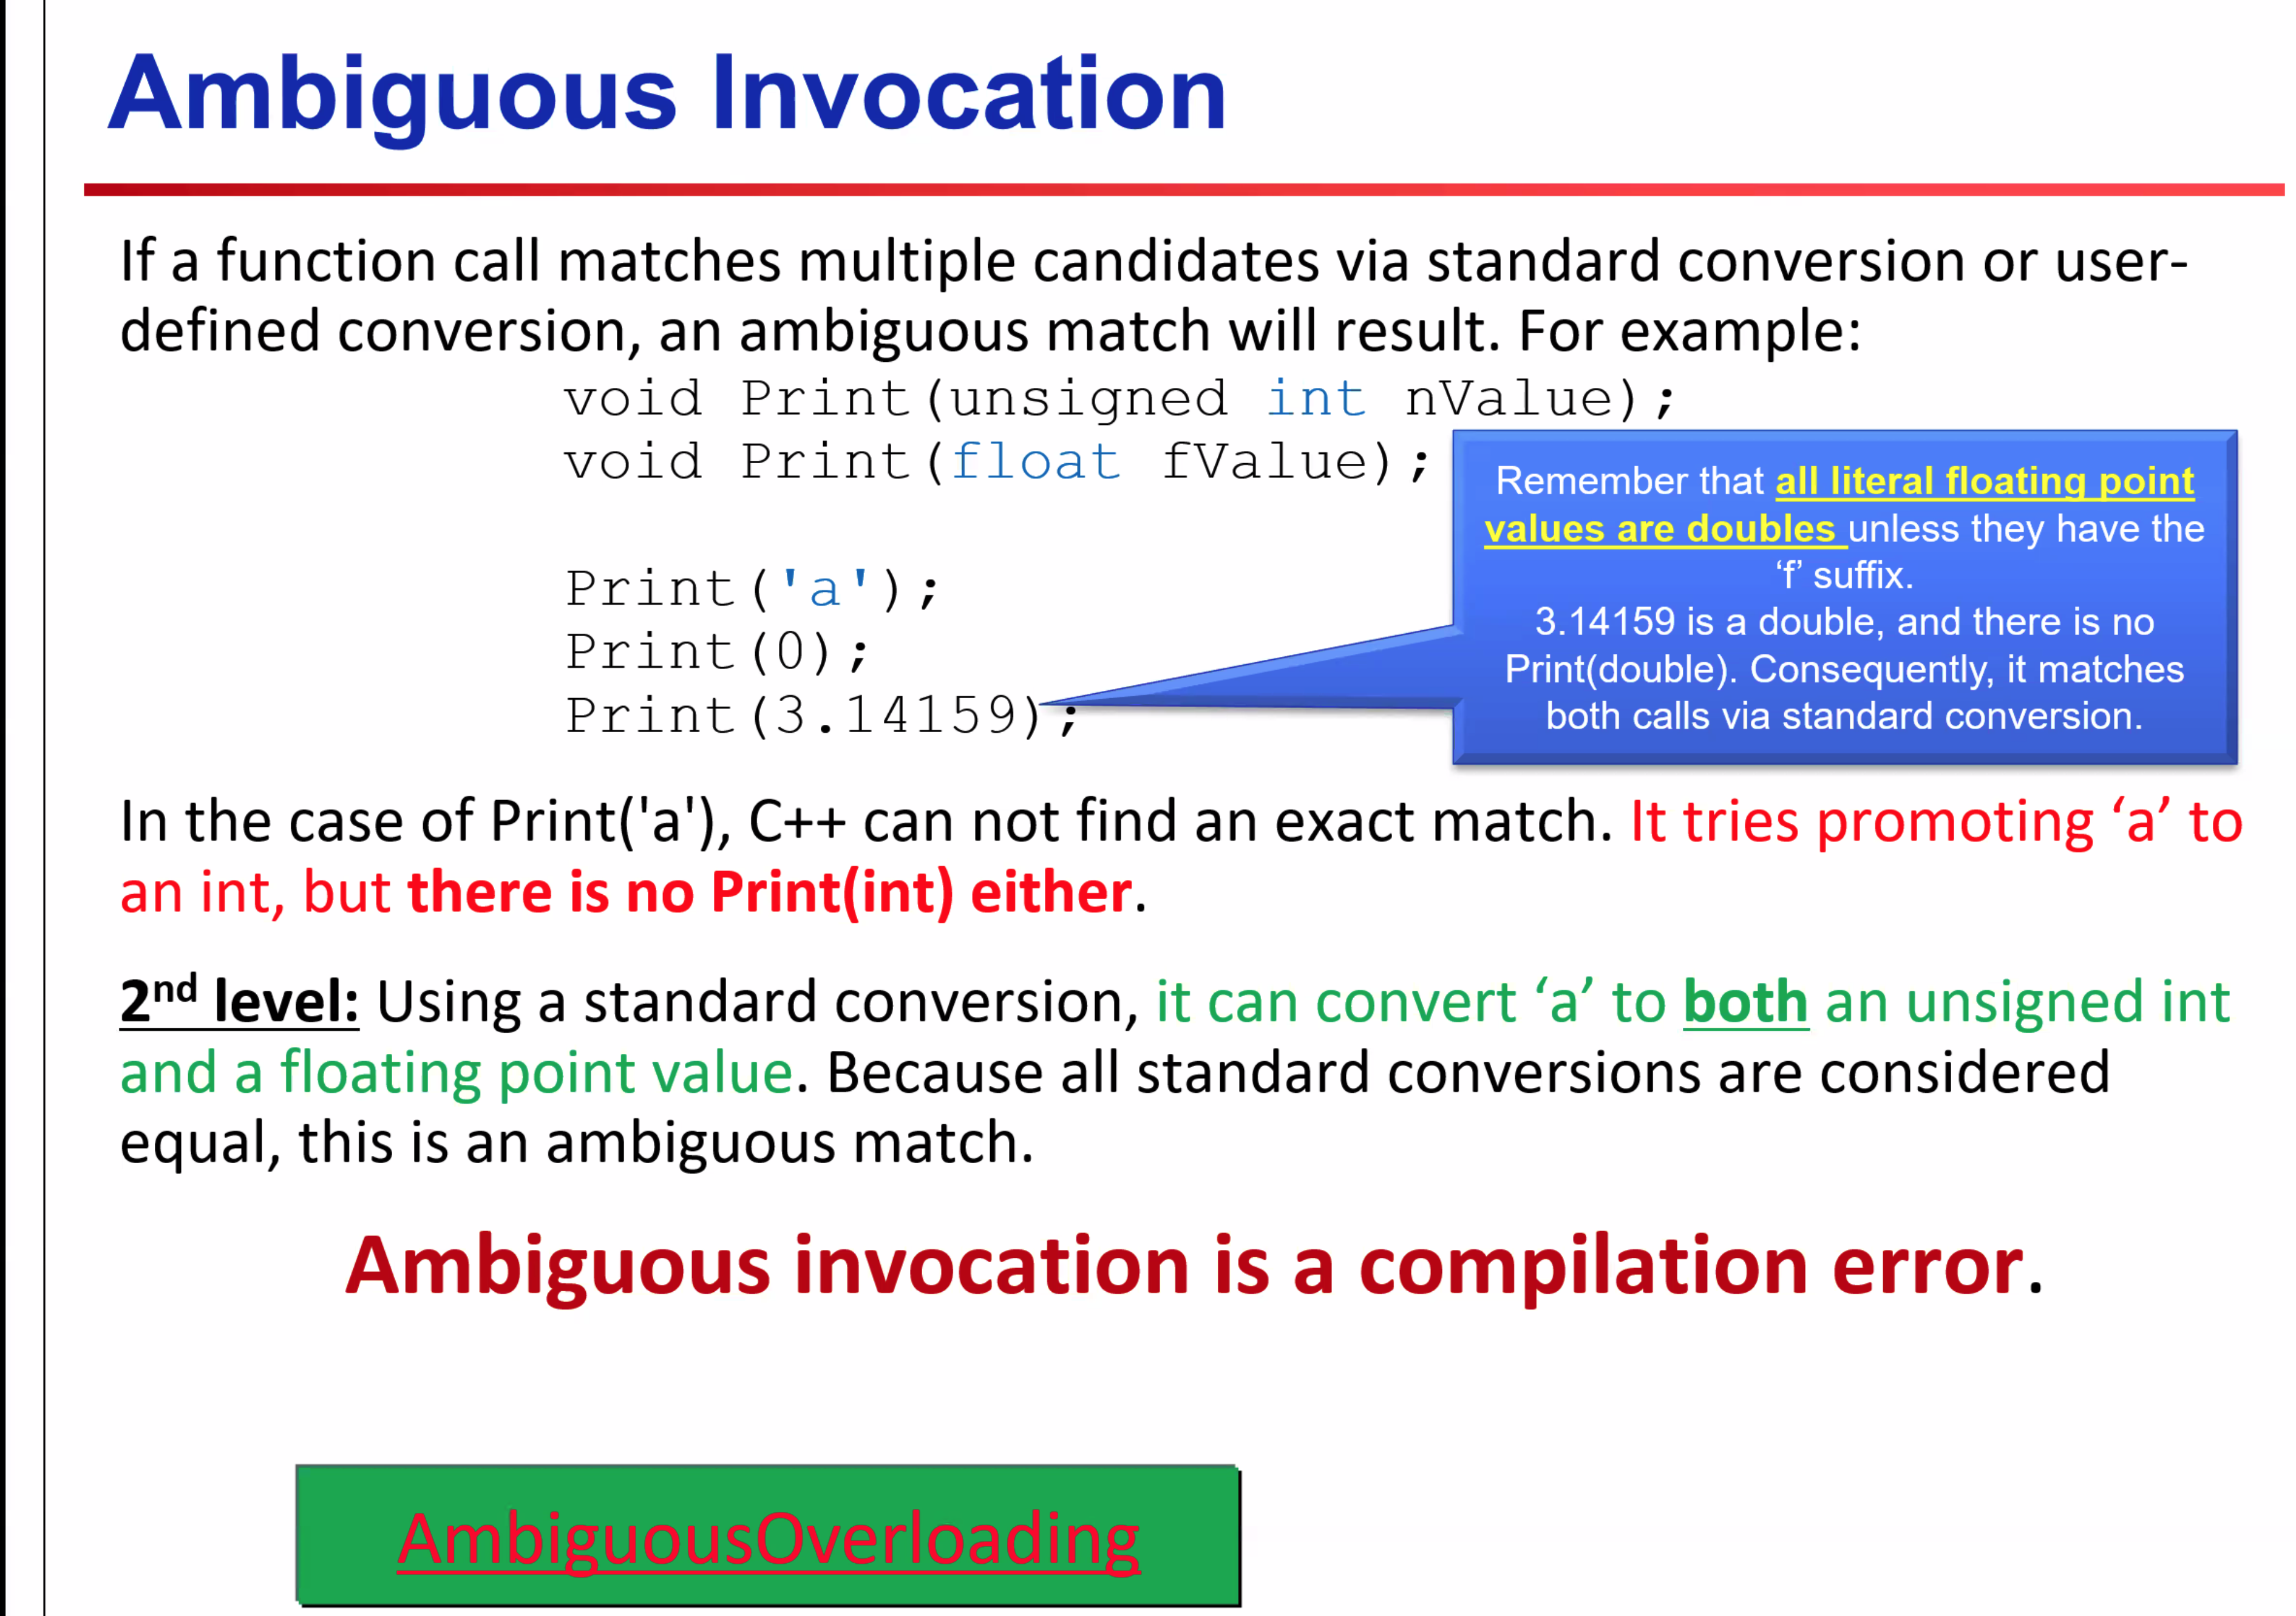 Ambiguous Invocation
If a function call matches multiple candidates via standard conversion or user-
defined conversion, an ambiguous match will result. For example:
void Print(unsigned int nValue);
void Print(float fValue);
Print('a');
Print(0);
Print(3.14159);
Remember that all literal floating point
values are doubles unless they have the
‘f’ suffix.
3.14159 is a double, and there is no
Print(double). Consequently, it matches
both calls via standard conversion.
In the case of Print('a'), C++ can not find an exact match. It tries promoting ‘a’ to
an int, but there is no Print(int) either.
2nd level: Using a standard conversion, it can convert ‘a’ to both an unsigned int
and a floating point value. Because all standard conversions are considered
equal, this is an ambiguous match.
Ambiguous invocation is a compilation error.
AmbiguousOverloading